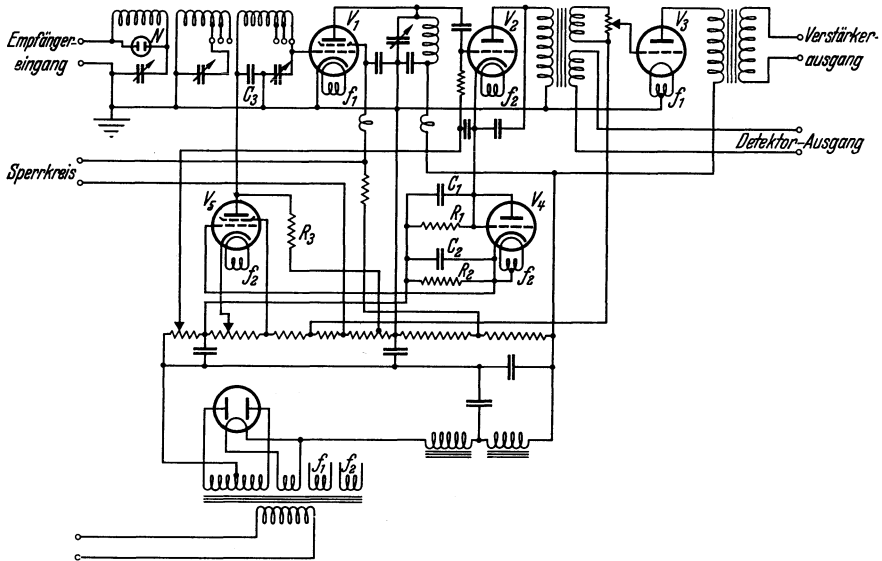 Empfänger-
eingang
N
C3
V1
f1
V2
f2
V3
f1
Verstärker-
ausgang
Detektor-Ausgang
Sperrkreis
V5
f2
R3
C1
R1
C2
R2
V4
f2
f1
f2